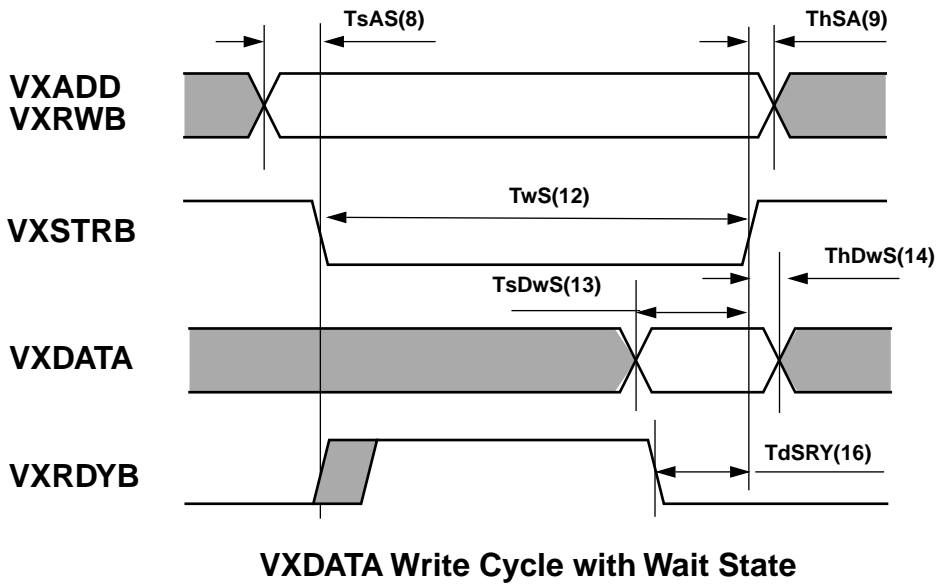 TsAS(8)
ThSA(9)
VXADD
VXRWB
TwS(12)
VXSTRB
ThDwS(14)
TsDwS(13)
VXDATA
TdSRY(16)
VXRDYB
VXDATA Write Cycle with Wait State